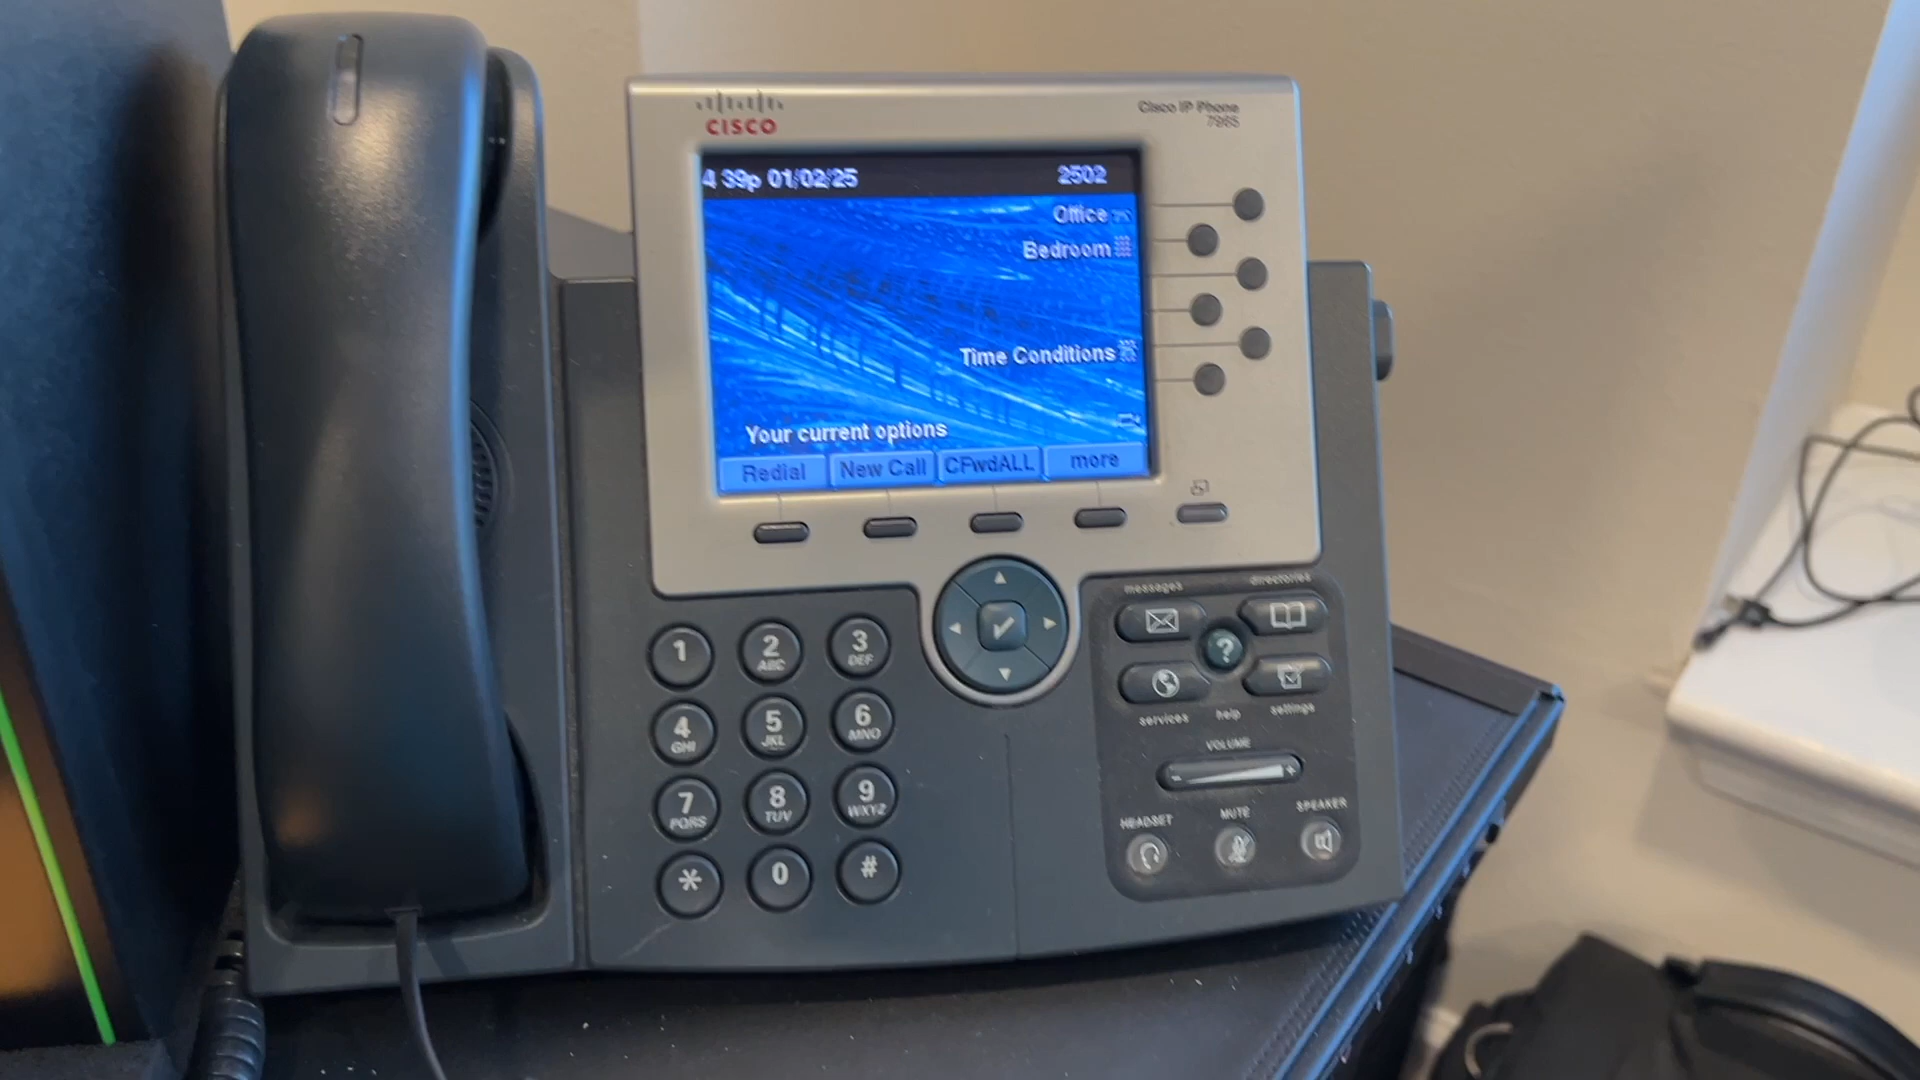 CISCO
Cisco IP Phone
7965
4 39p 01/02/25 2502
Office
Bedroom
Time Conditions
Your current options
Redial New Call CFwdALL more
messages directories
?
services help settings
VOLUME
- +
HEADSET MUTE SPEAKER
1
2 ABC
3 DEF
4 GHI
5 JKL
6 MNO
7 PQRS
8 TUV
9 WXYZ
*
0
#